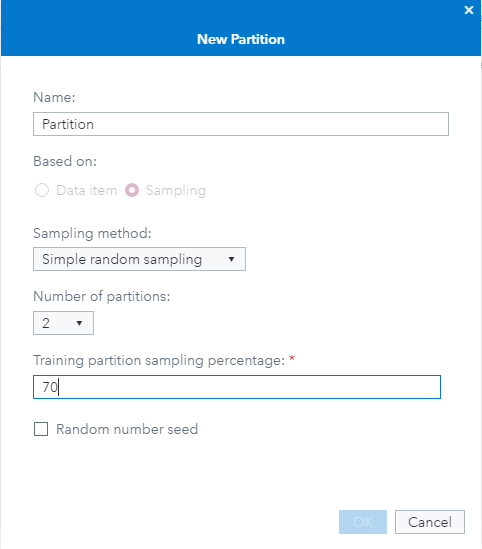 New Partition
Name:
Partition
Based on:
Data item Sampling
Sampling method:
Simple random sampling
Number of partitions:
2
Training partition sampling percentage: *
70
Random number seed
OK Cancel